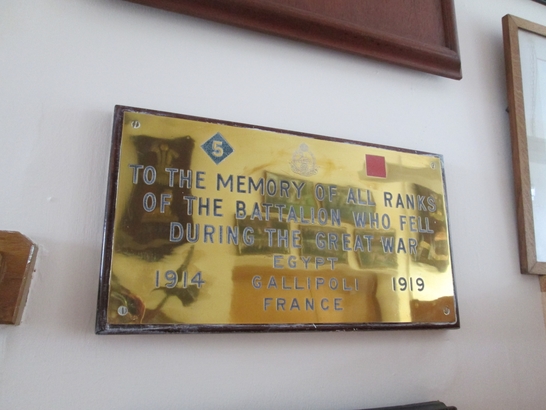 5
TO THE MEMORY OF ALL RANKS
OF THE BATTALION WHO FELL
DURING THE GREAT WAR
EGYPT
1914 GALLIPOLI 1919
FRANCE